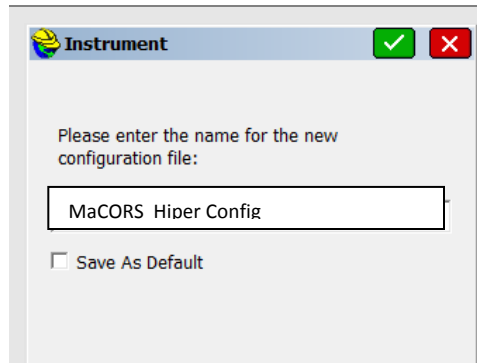 Instrument
Please enter the name for the new
configuration file:
MaCORS Hiper Config
Save As Default